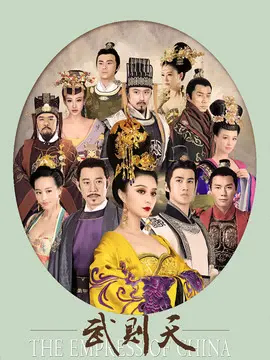 武则天
THE EMPRESS OF CHINA